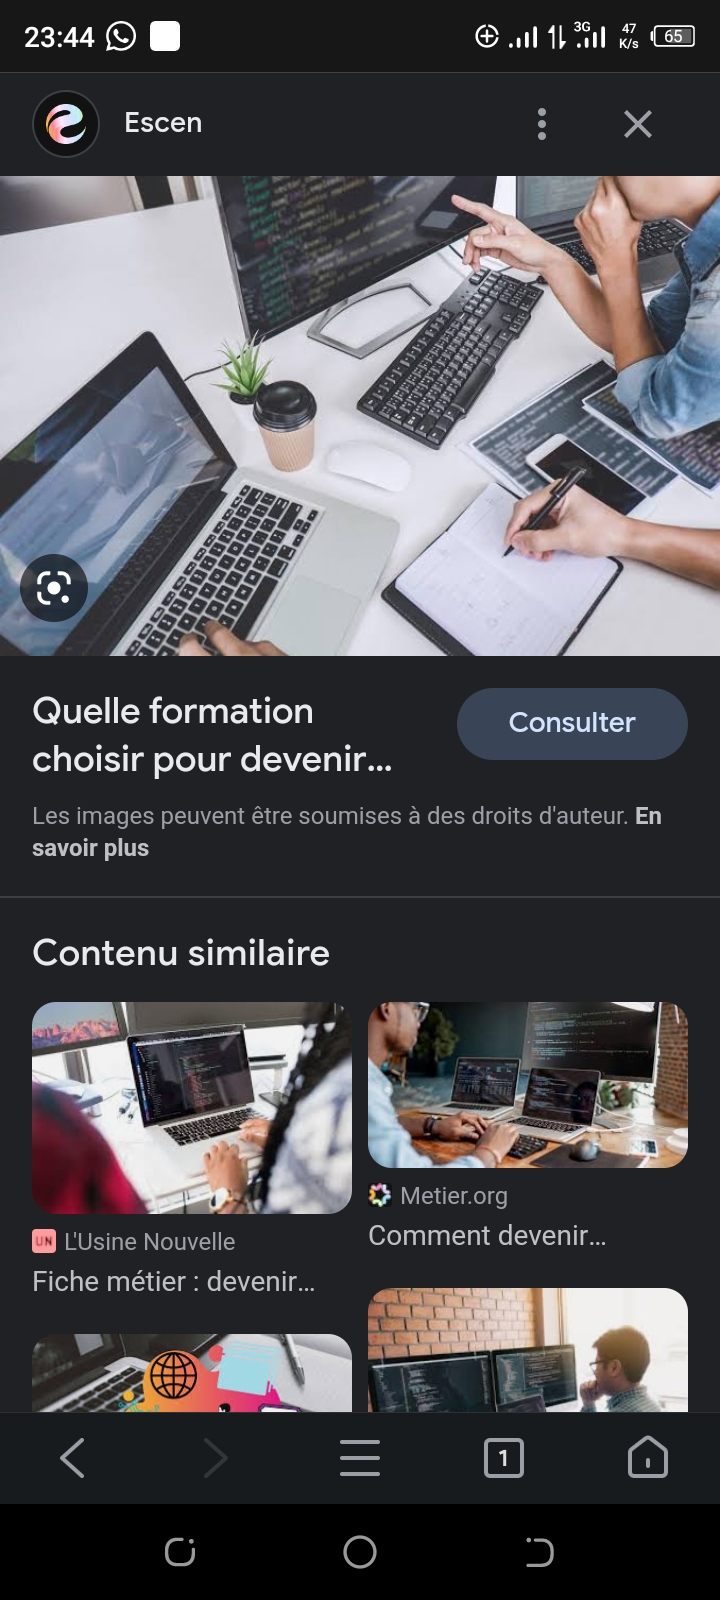 23:44
3G
47
K/s
65
Escen
Quelle formation
choisir pour devenir...
Consulter
Les images peuvent être soumises à des droits d'auteur. En
savoir plus
Contenu similaire
UN L'Usine Nouvelle
Fiche métier : devenir...
Metier.org
Comment devenir...
1